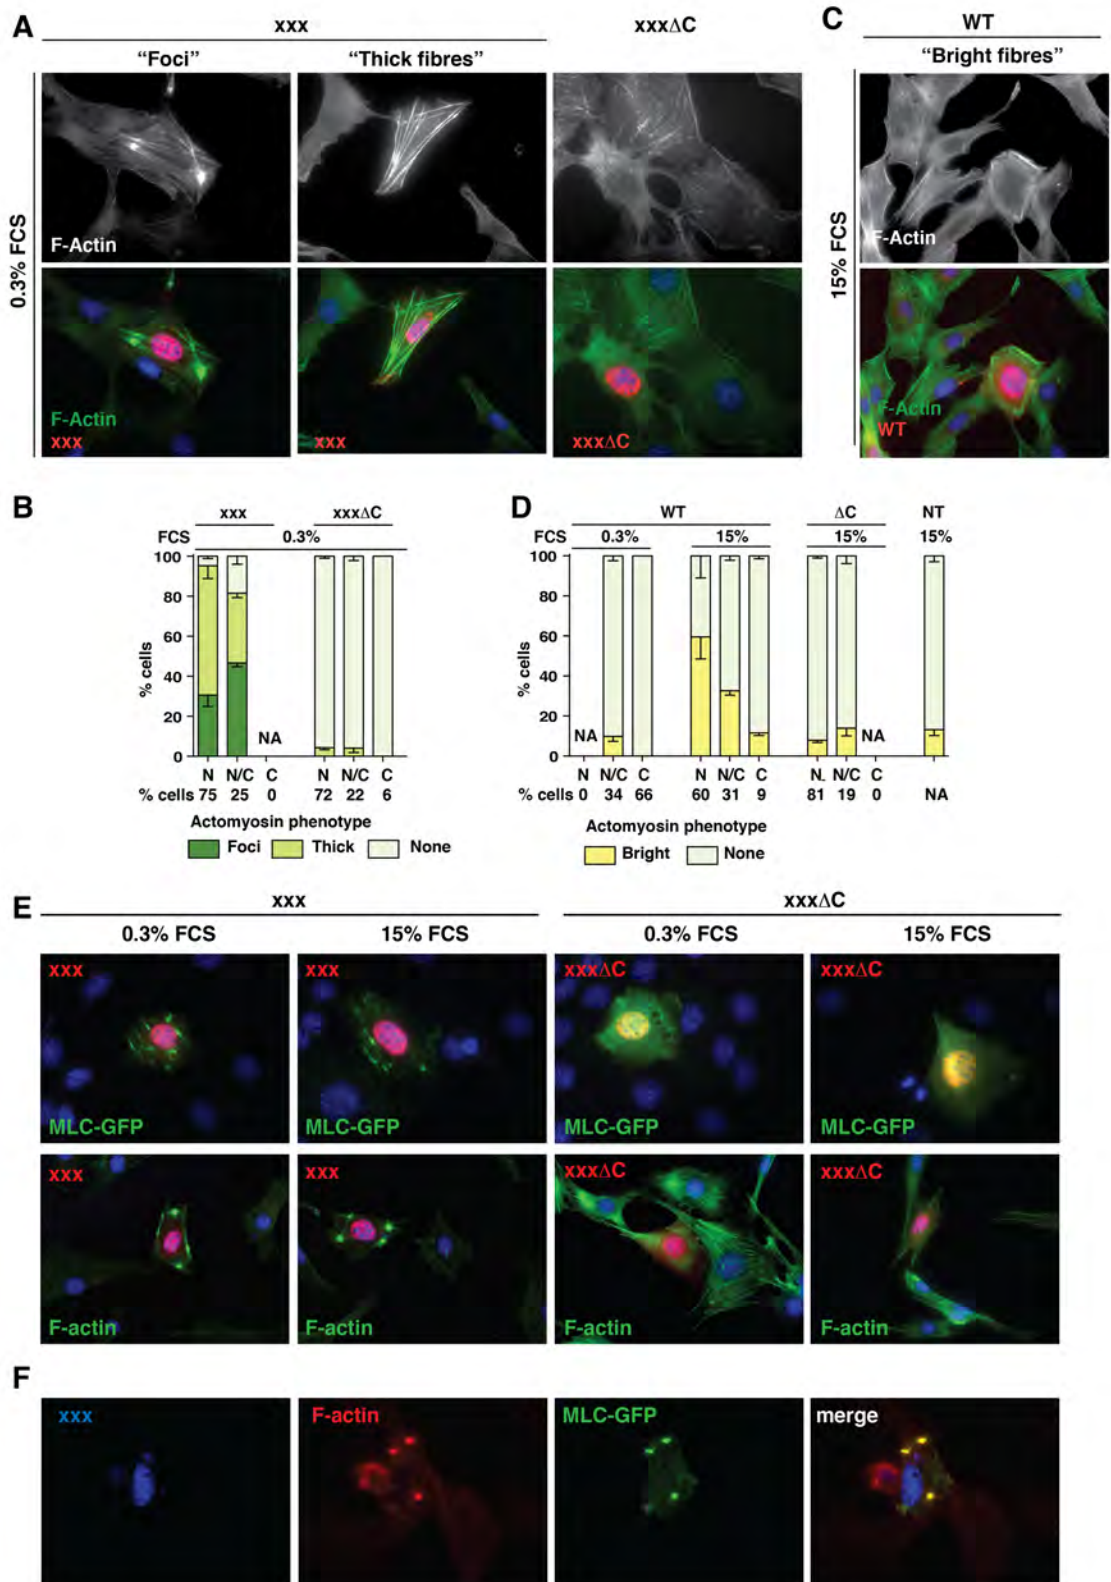 A
xxx
xxxΔC
C
WT
“Foci”
“Thick fibres”
“Bright fibres”
0.3% FCS
F-Actin
F-Actin
xxx
xxx
xxxΔC
15% FCS
F-Actin
F-Actin
WT
B
xxx
xxxΔC
FCS
0.3%
100
80
60
40
20
0
% cells
NA
N
N/C
C
N
N/C
C
% cells
75
25
0
72
22
6
Actomyosin phenotype
Foci
Thick
None
D
WT
ΔC
NT
FCS
0.3%
15%
15%
15%
100
80
60
40
20
0
% cells
NA
NA
N
N/C
C
N
N/C
C
N.
N/C
C
% cells
0
34
66
60
31
9
81
19
0
NA
Actomyosin phenotype
Bright
None
E
xxx
xxxΔC
0.3% FCS
15% FCS
0.3% FCS
15% FCS
xxx
xxx
xxxΔC
xxxΔC
MLC-GFP
MLC-GFP
MLC-GFP
MLC-GFP
xxx
xxx
xxxΔC
xxxΔC
F-actin
F-actin
F-actin
F-actin
F
xxx
F-actin
MLC-GFP
merge